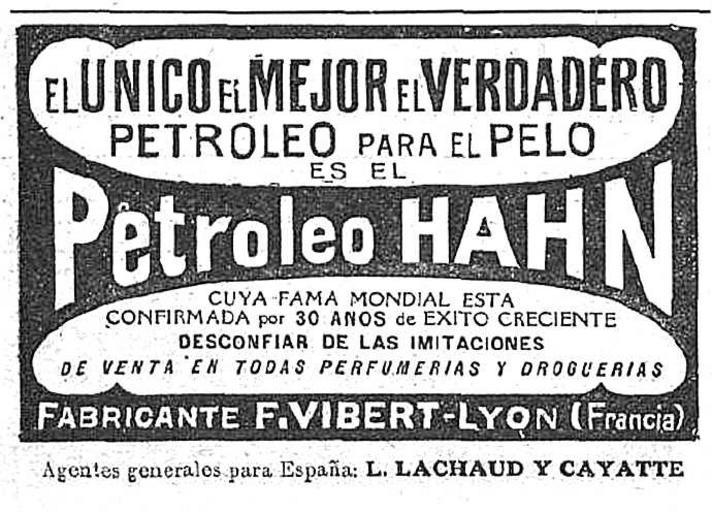 EL UNICO EL MEJOR EL VERDADERO
PETROLEO PARA EL PELO
ES EL
Petroleo HAHN
CUYA FAMA MONDIAL ESTA
CONFIRMADA por 30 ANOS de EXITO CRECIENTE
DESCONFIAR DE LAS IMITACIONES
DE VENTA EN TODAS PERFUMERIAS Y DROGUERIAS
FABRICANTE F. VIBERT-LYON (Francia)
Agentes generales para España: L. LACHAUD Y CAYATTE